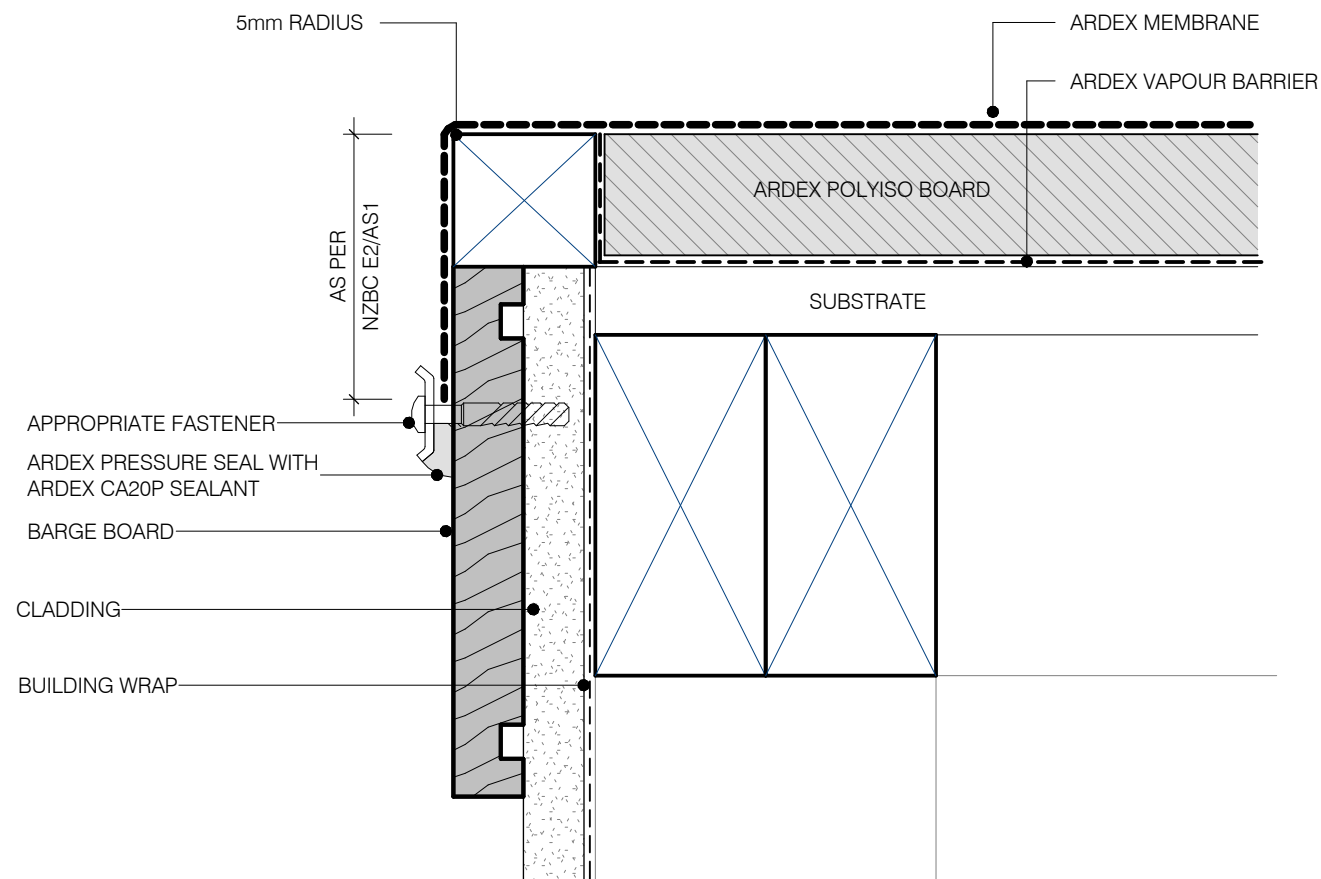 5mm RADIUS
ARDEX MEMBRANE
ARDEX VAPOUR BARRIER
ARDEX POLYISO BOARD
AS PER
NZBC E2/AS1
SUBSTRATE
APPROPRIATE FASTENER
ARDEX PRESSURE SEAL WITH
ARDEX CA20P SEALANT
BARGE BOARD
CLADDING
BUILDING WRAP